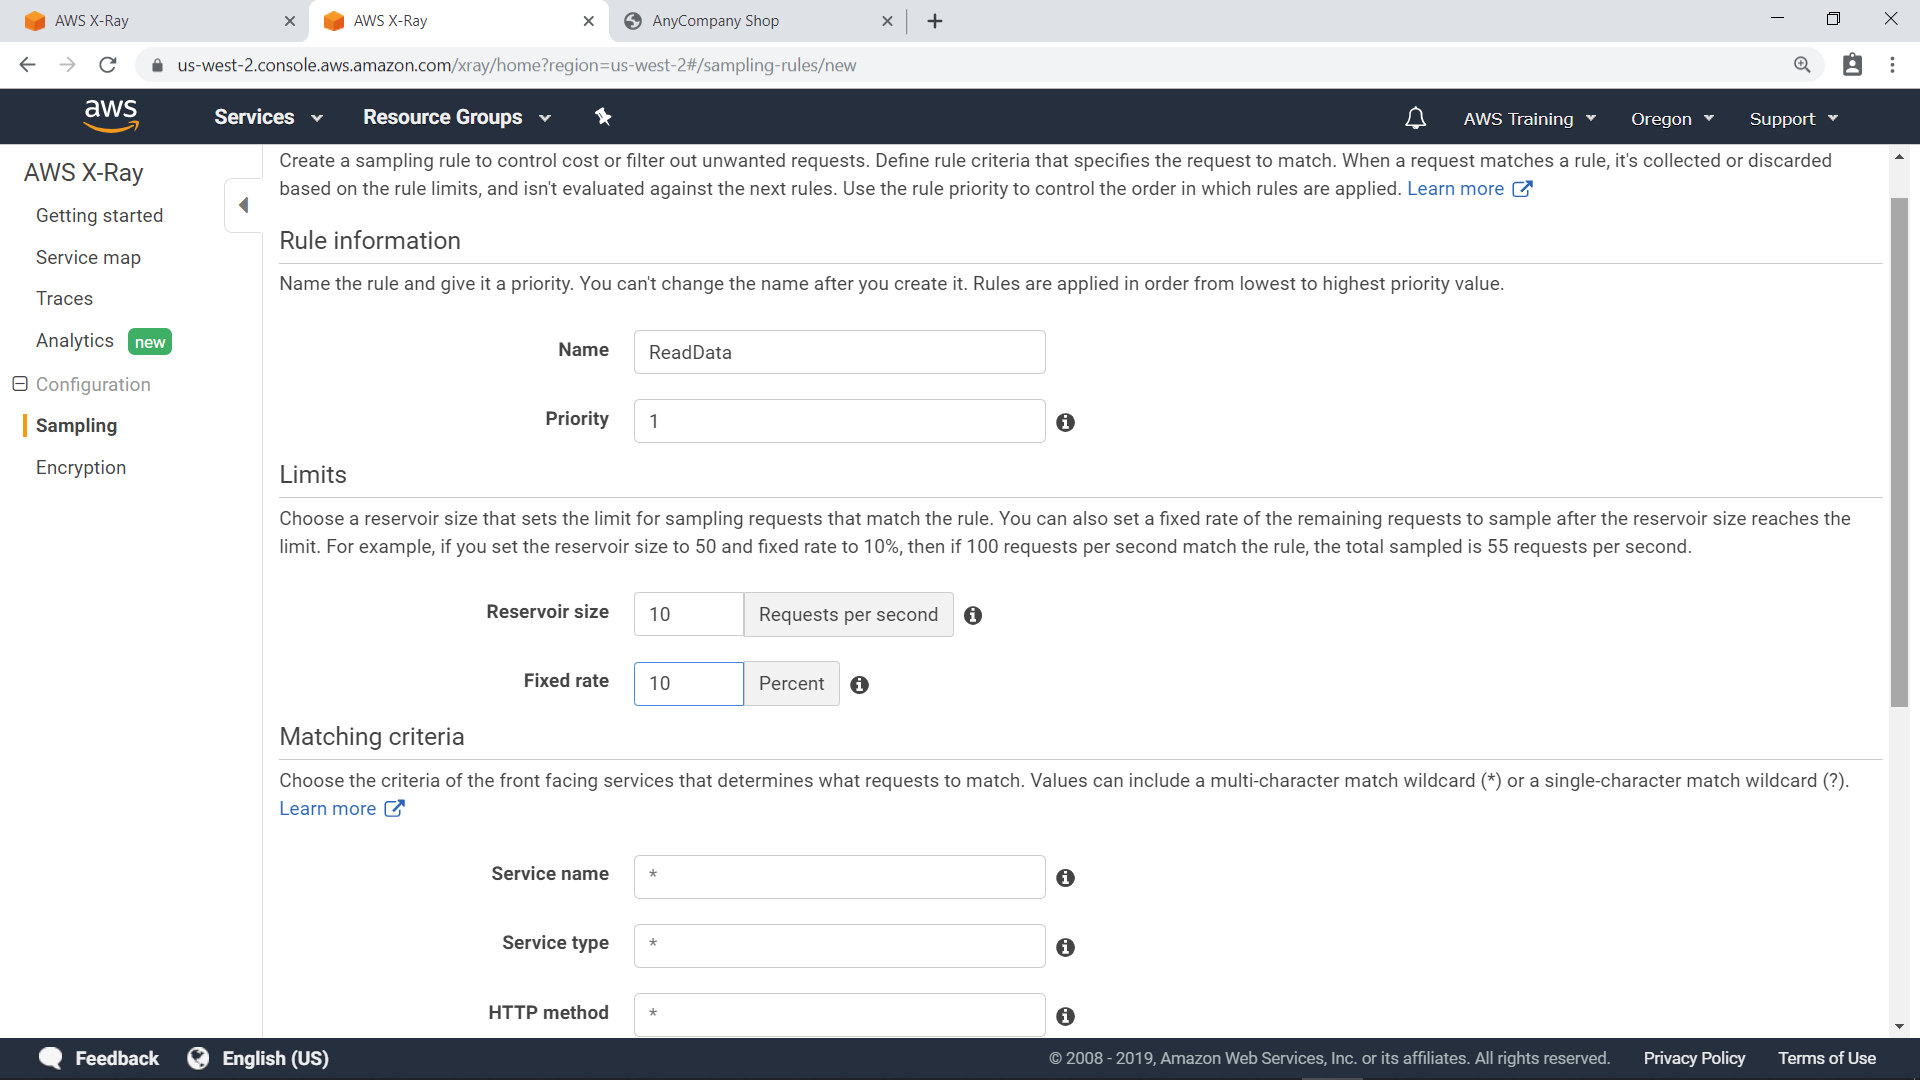 AWS X-Ray
AWS X-Ray
AnyCompany Shop
us-west-2.console.aws.amazon.com/xray/home?region=us-west-2#/sampling-rules/new
aws
Services
Resource Groups
AWS Training
Oregon
Support
AWS X-Ray
Getting started
Service map
Traces
Analytics new
Configuration
Sampling
Encryption
Create a sampling rule to control cost or filter out unwanted requests. Define rule criteria that specifies the request to match. When a request matches a rule, it's collected or discarded
based on the rule limits, and isn't evaluated against the next rules. Use the rule priority to control the order in which rules are applied. Learn more
Rule information
Name the rule and give it a priority. You can't change the name after you create it. Rules are applied in order from lowest to highest priority value.
Name ReadData
Priority 1
Limits
Choose a reservoir size that sets the limit for sampling requests that match the rule. You can also set a fixed rate of the remaining requests to sample after the reservoir size reaches the
limit. For example, if you set the reservoir size to 50 and fixed rate to 10%, then if 100 requests per second match the rule, the total sampled is 55 requests per second.
Reservoir size 10 Requests per second
Fixed rate 10 Percent
Matching criteria
Choose the criteria of the front facing services that determines what requests to match. Values can include a multi-character match wildcard (*) or a single-character match wildcard (?).
Learn more
Service name *
Service type *
HTTP method *
Feedback
English (US)
© 2008 - 2019, Amazon Web Services, Inc. or its affiliates. All rights reserved.
Privacy Policy
Terms of Use